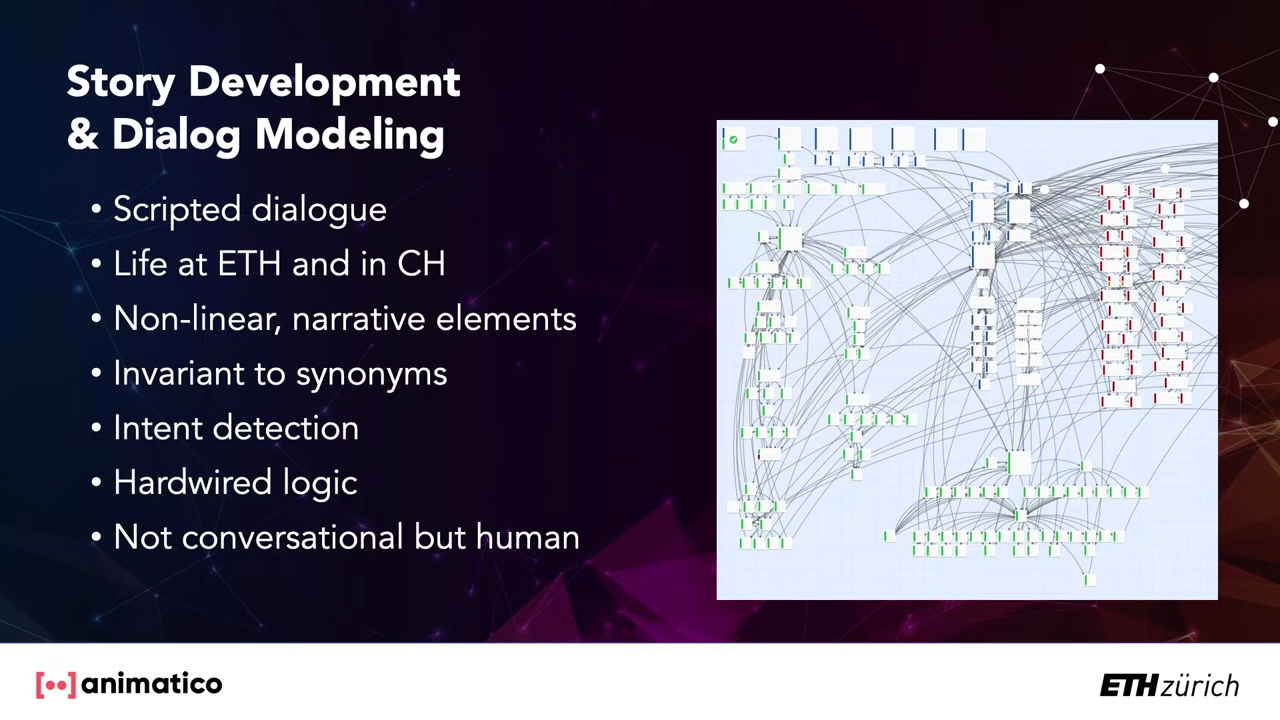 Story Development
& Dialog Modeling
• Scripted dialogue
• Life at ETH and in CH
• Non-linear, narrative elements
• Invariant to synonyms
• Intent detection
• Hardwired logic
• Not conversational but human
[••] animatico
ETH zürich